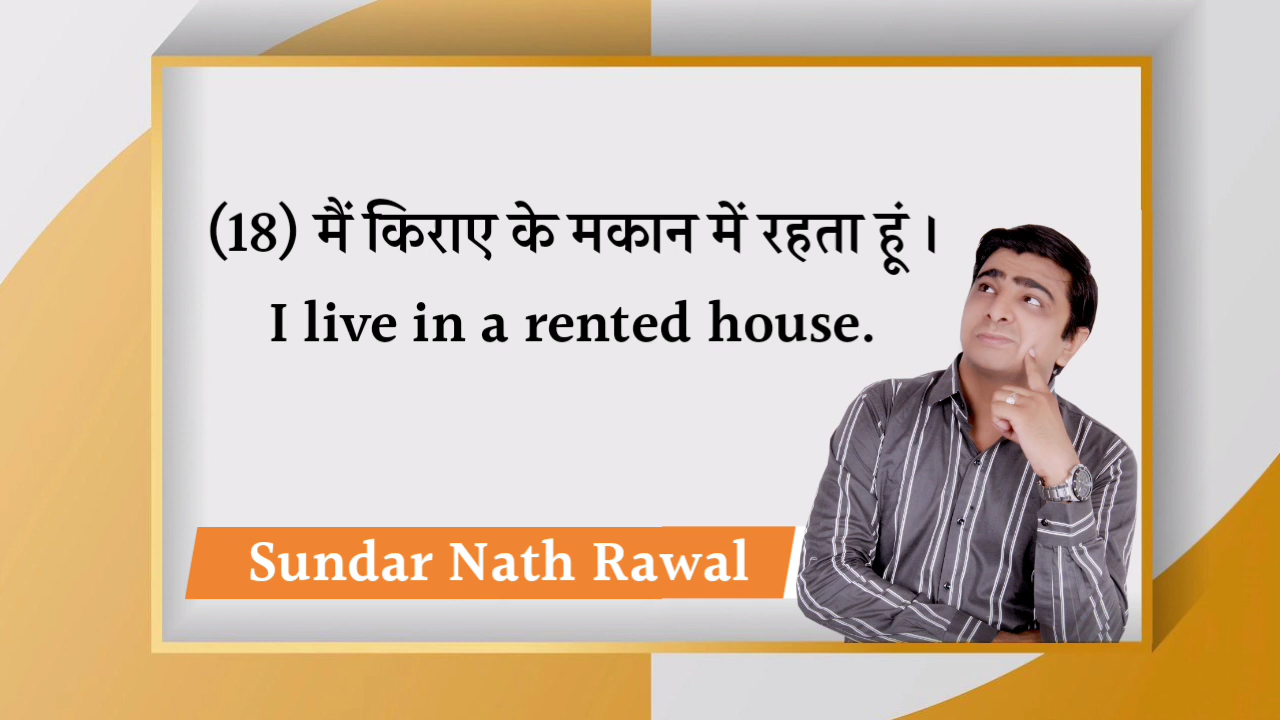 (18) मैं किराए के मकान में रहता हूं ।
I live in a rented house.
Sundar Nath Rawal